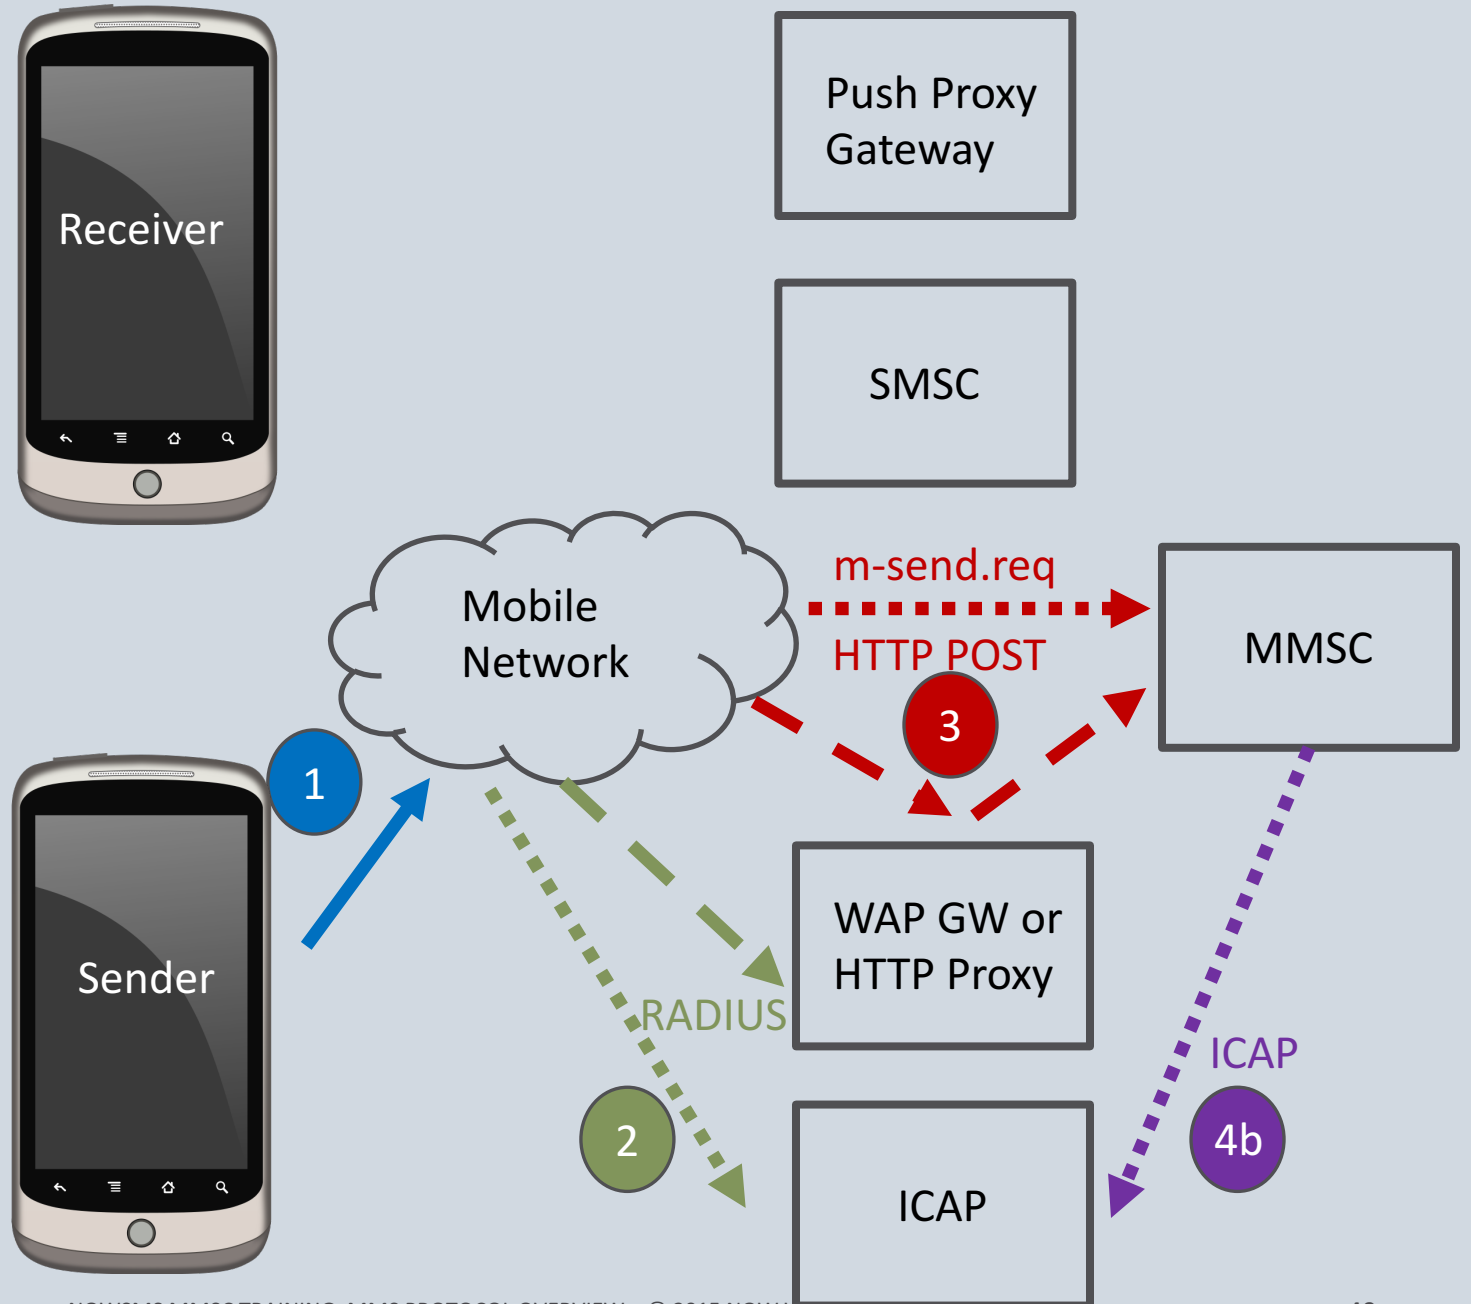 Push Proxy
Gateway
Receiver
SMSC
m-send.req
Mobile
Network
HTTP POST
MMSC
3
1
WAP GW or
HTTP Proxy
Sender
RADIUS
ICAP
2
4b
ICAP